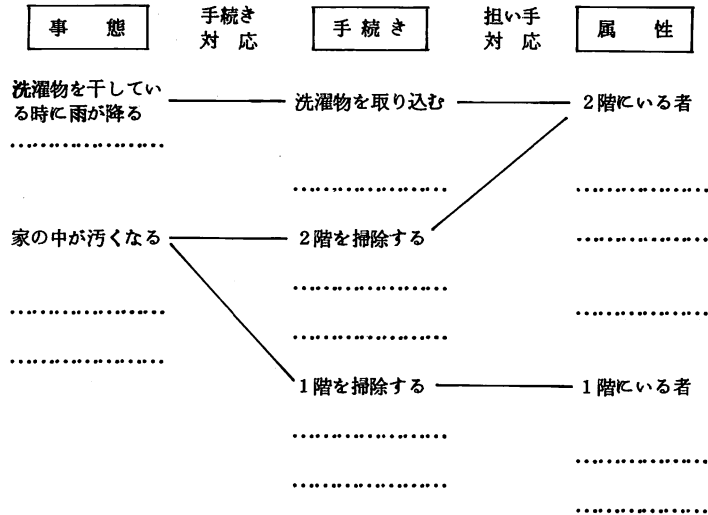 事態
手続き
対応
手続き
担い手
対応
属性
洗濯物を干してい
る時に雨が降る
洗濯物を取り込む
2階にいる者
家の中が汚くなる
2階を掃除する
1階を掃除する
1階にいる者